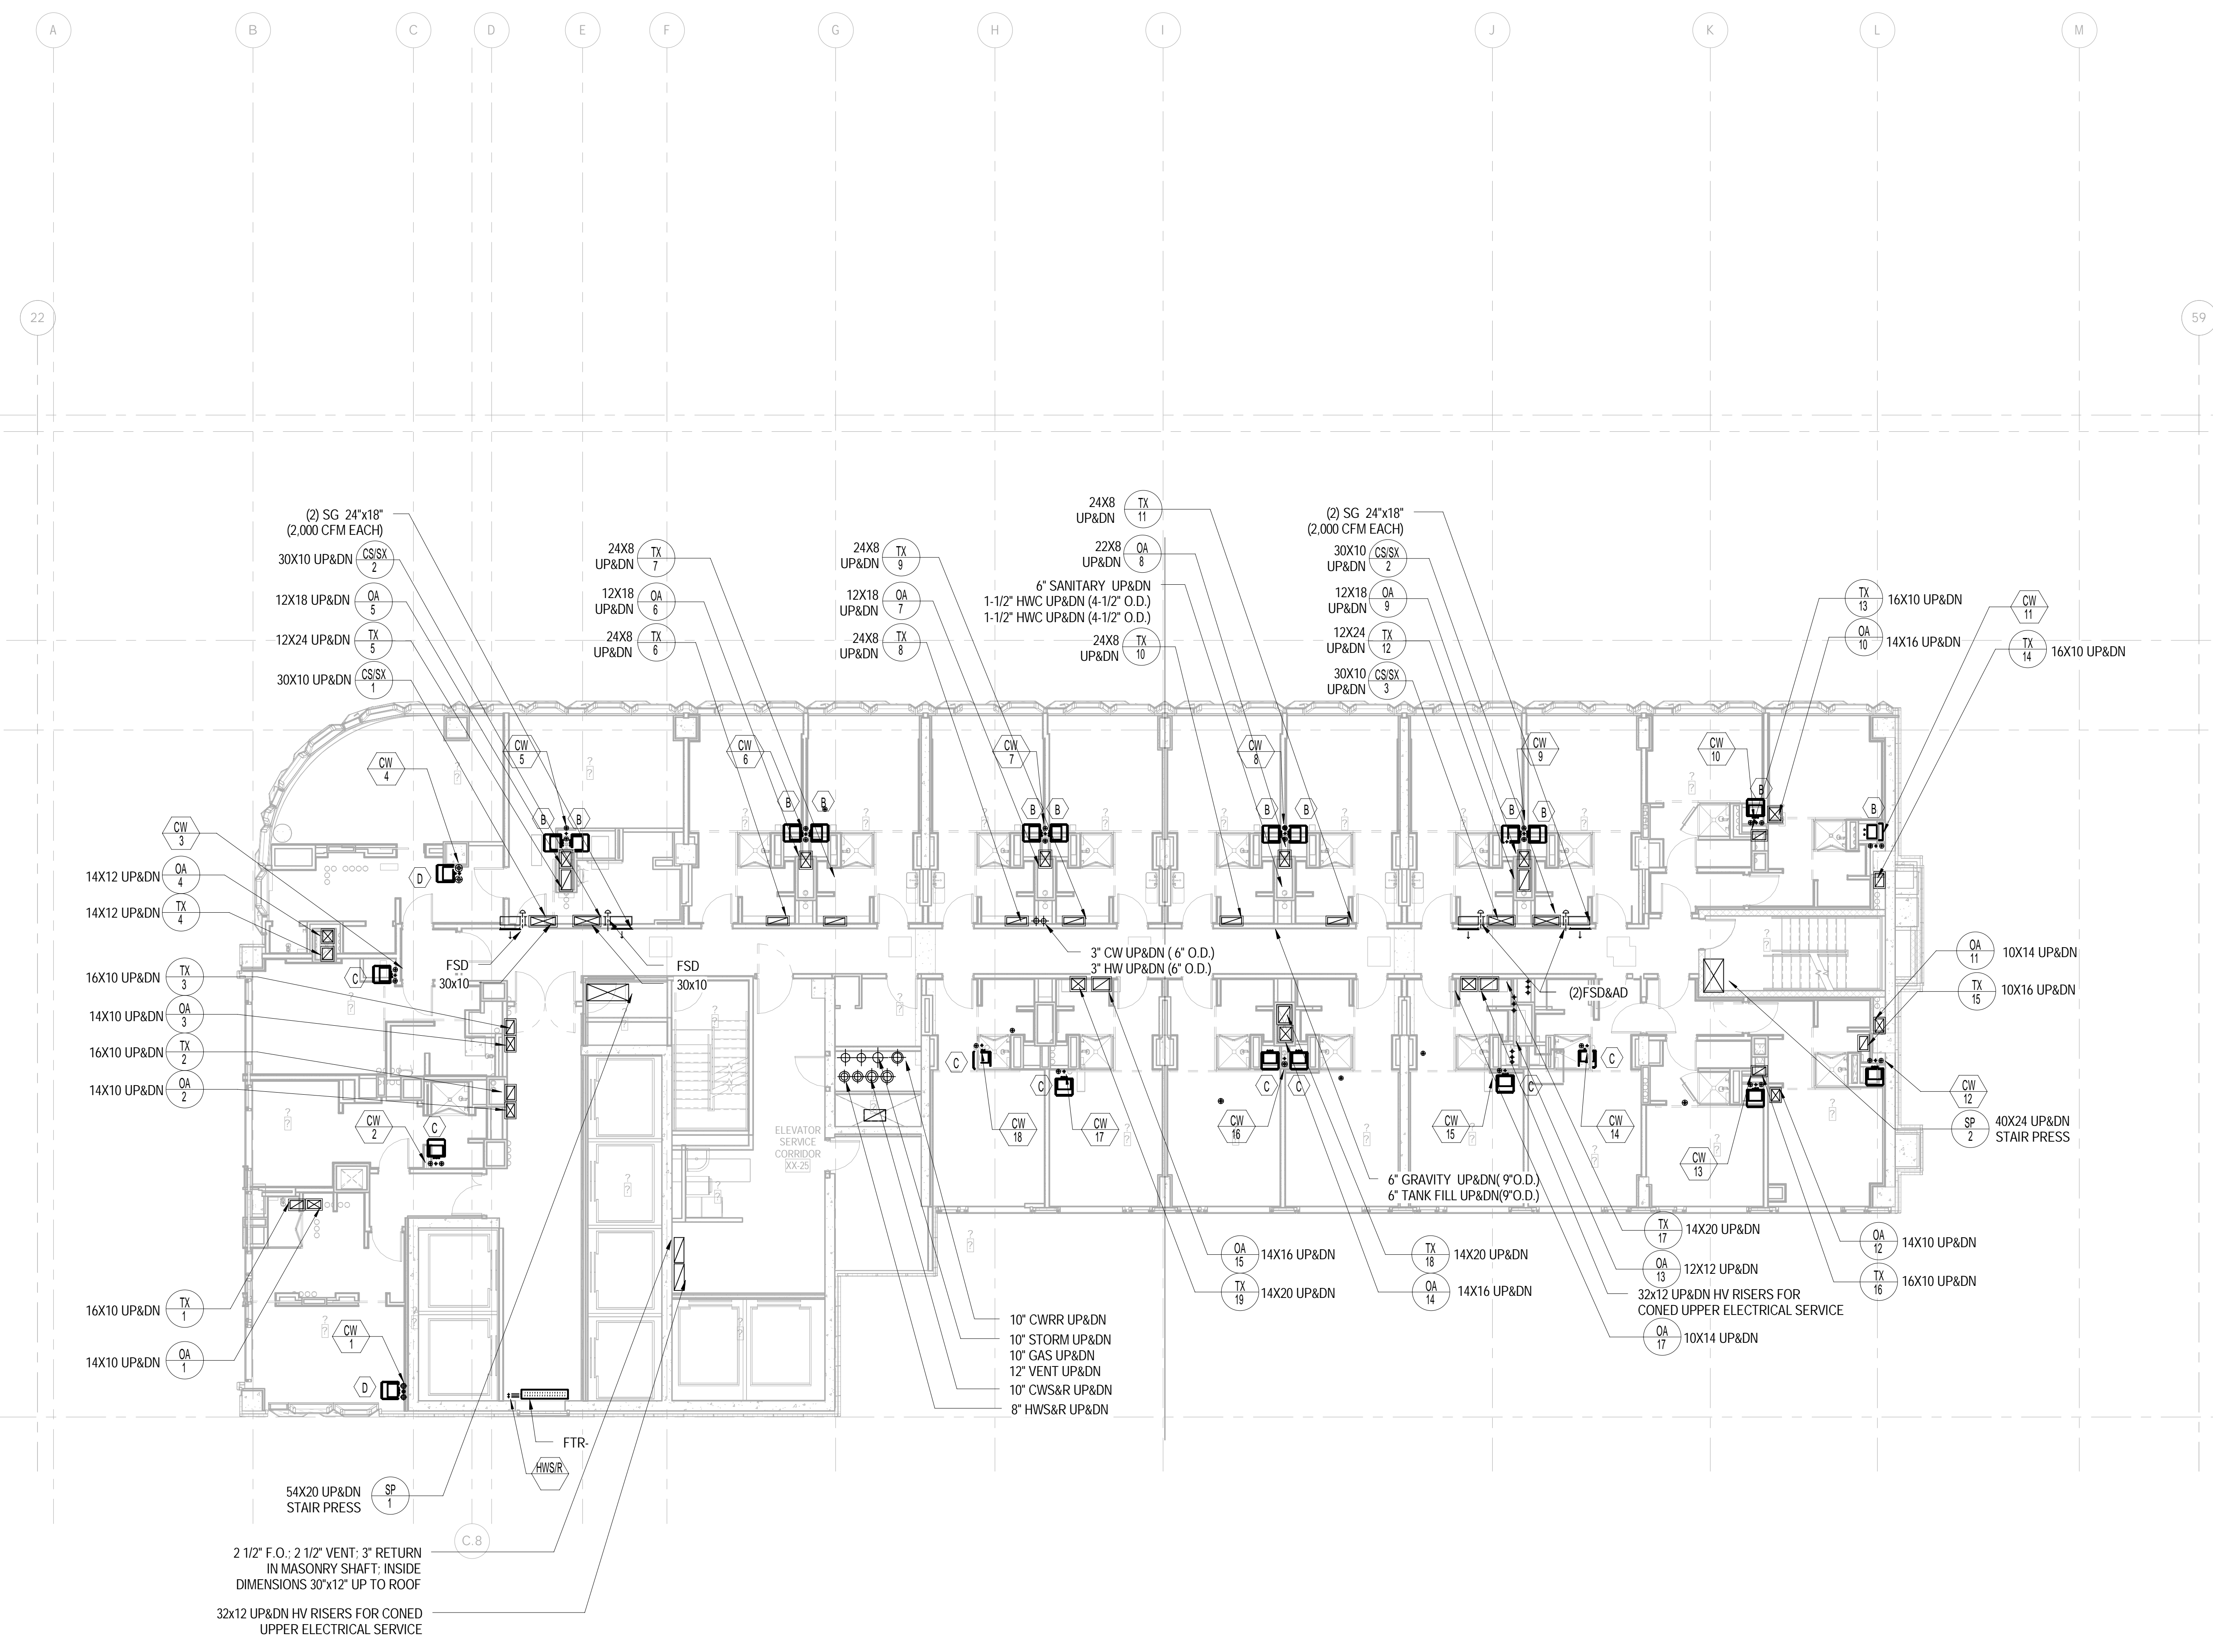 A
B
C
D
E
F
G
H
I
J
K
L
M
22
59
(2) SG 24"x18"
(2,000 CFM EACH)
30X10 UP&DN
CS/SX
2
12X18 UP&DN
OA
5
12X24 UP&DN
TX
5
30X10 UP&DN
CS/SX
1
24X8
UP&DN
TX
7
12X18
UP&DN
OA
6
24X8
UP&DN
TX
6
24X8
UP&DN
TX
9
12X18
UP&DN
OA
7
24X8
UP&DN
TX
8
24X8
UP&DN
TX
11
22X8
UP&DN
OA
8
6" SANITARY UP&DN
1-1/2" HWC UP&DN (4-1/2" O.D.)
1-1/2" HWC UP&DN (4-1/2" O.D.)
24X8
UP&DN
TX
10
(2) SG 24"x18"
(2,000 CFM EACH)
30X10
UP&DN
CS/SX
2
12X18
UP&DN
OA
9
12X24
UP&DN
TX
12
30X10
UP&DN
CS/SX
3
TX
13
16X10 UP&DN
OA
10
14X16 UP&DN
CW
11
TX
14
16X10 UP&DN
CW
4
CW
5
CW
6
CW
7
CW
8
CW
9
CW
10
B
B
B
B
B
B
B
B
B
B
B
B
D
CW
3
14X12 UP&DN
OA
4
14X12 UP&DN
TX
4
C
16X10 UP&DN
TX
3
14X10 UP&DN
OA
3
16X10 UP&DN
TX
2
14X10 UP&DN
OA
2
FSD
30x10
FSD
30x10
3" CW UP&DN ( 6" O.D.)
3" HW UP&DN (6" O.D.)
(2)FSD&AD
OA
11
10X14 UP&DN
TX
15
10X16 UP&DN
C
C
C
C
C
C
CW
2
C
ELEVATOR
SERVICE
CORRIDOR
XX-25
CW
18
CW
17
CW
16
CW
15
CW
14
CW
13
CW
12
SP
2
40X24 UP&DN
STAIR PRESS
6" GRAVITY UP&DN( 9"O.D.)
6" TANK FILL UP&DN(9"O.D.)
16X10 UP&DN
TX
1
14X10 UP&DN
OA
1
CW
1
D
OA
15
14X16 UP&DN
TX
19
14X20 UP&DN
TX
18
14X20 UP&DN
OA
14
14X16 UP&DN
TX
17
14X20 UP&DN
OA
13
12X12 UP&DN
32x12 UP&DN HV RISERS FOR
CONED UPPER ELECTRICAL SERVICE
OA
17
10X14 UP&DN
OA
12
14X10 UP&DN
TX
16
16X10 UP&DN
10" CWRR UP&DN
10" STORM UP&DN
10" GAS UP&DN
12" VENT UP&DN
10" CWS&R UP&DN
8" HWS&R UP&DN
FTR-
HWS/R
54X20 UP&DN
STAIR PRESS
SP
1
C.8
2 1/2" F.O.; 2 1/2" VENT; 3" RETURN
IN MASONRY SHAFT; INSIDE
DIMENSIONS 30"x12" UP TO ROOF
32x12 UP&DN HV RISERS FOR CONED
UPPER ELECTRICAL SERVICE